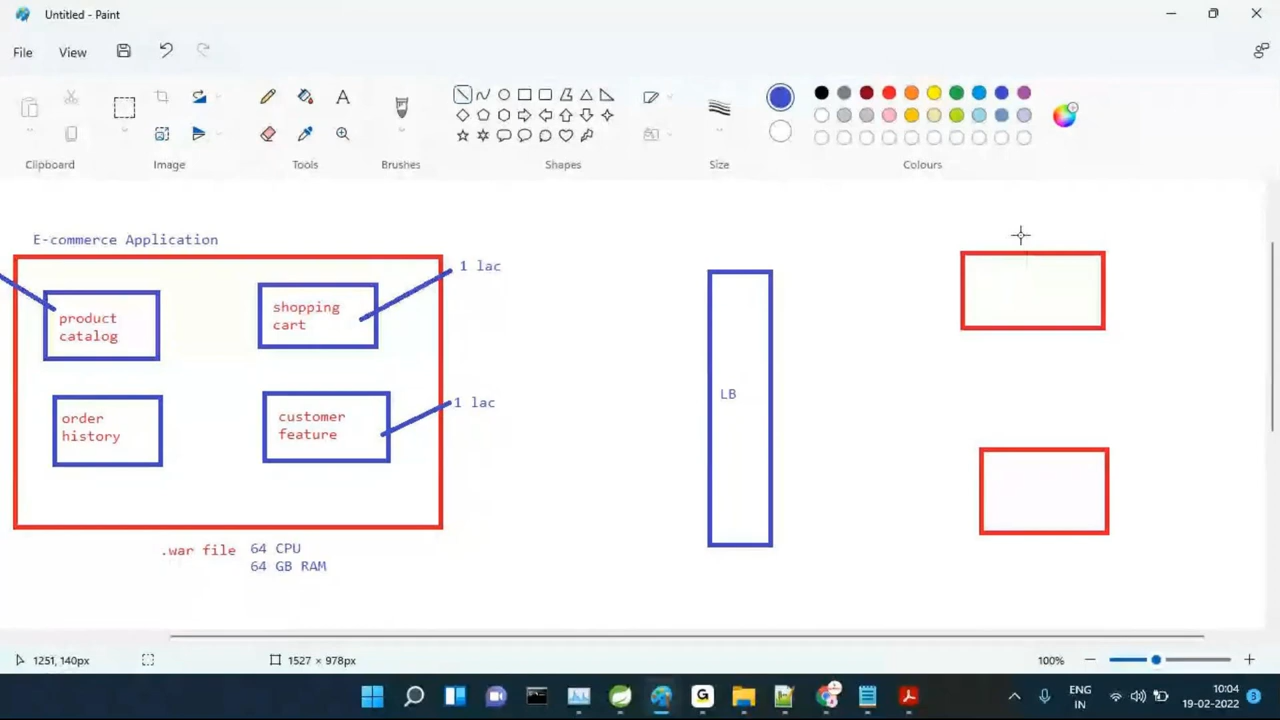 Untitled - Paint
File
View
Clipboard
Image
Tools
Brushes
Shapes
Size
Colours
A
E-commerce Application
1 lac
product
catalog
shopping
cart
LB
order
history
customer
feature
1 lac
.war file
64 CPU
64 GB RAM
1251, 140px
1527 × 978px
100%
ENG
IN
10:04
19-02-2022
3
G